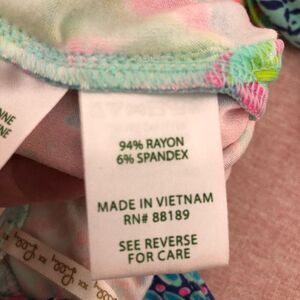 94% RAYON
6% SPANDEX
MADE IN VIETNAM
RN# 88189
SEE REVERSE
FOR CARE